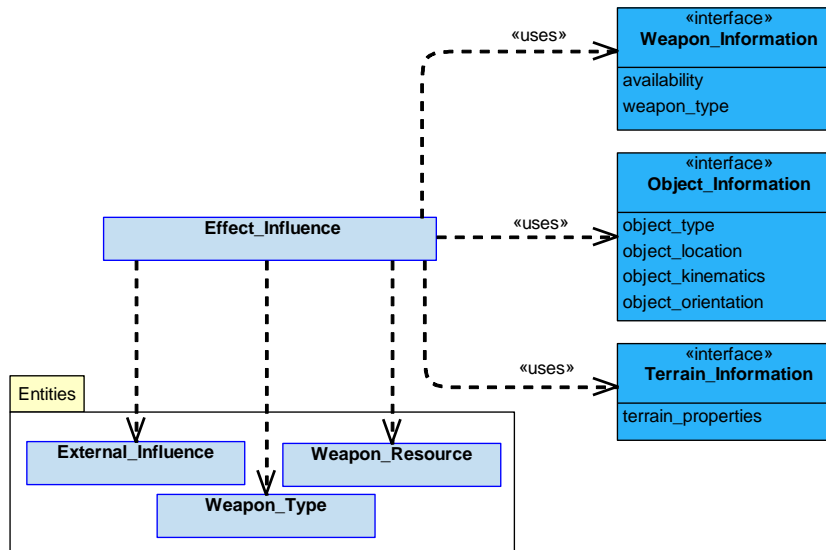 «interface»
Weapon_Information
availability
weapon_type
«uses»
«interface»
Object_Information
object_type
object_location
object_kinematics
object_orientation
Effect_Influence
«uses»
«interface»
Terrain_Information
terrain_properties
«uses»
Entities
External_Influence
Weapon_Resource
Weapon_Type